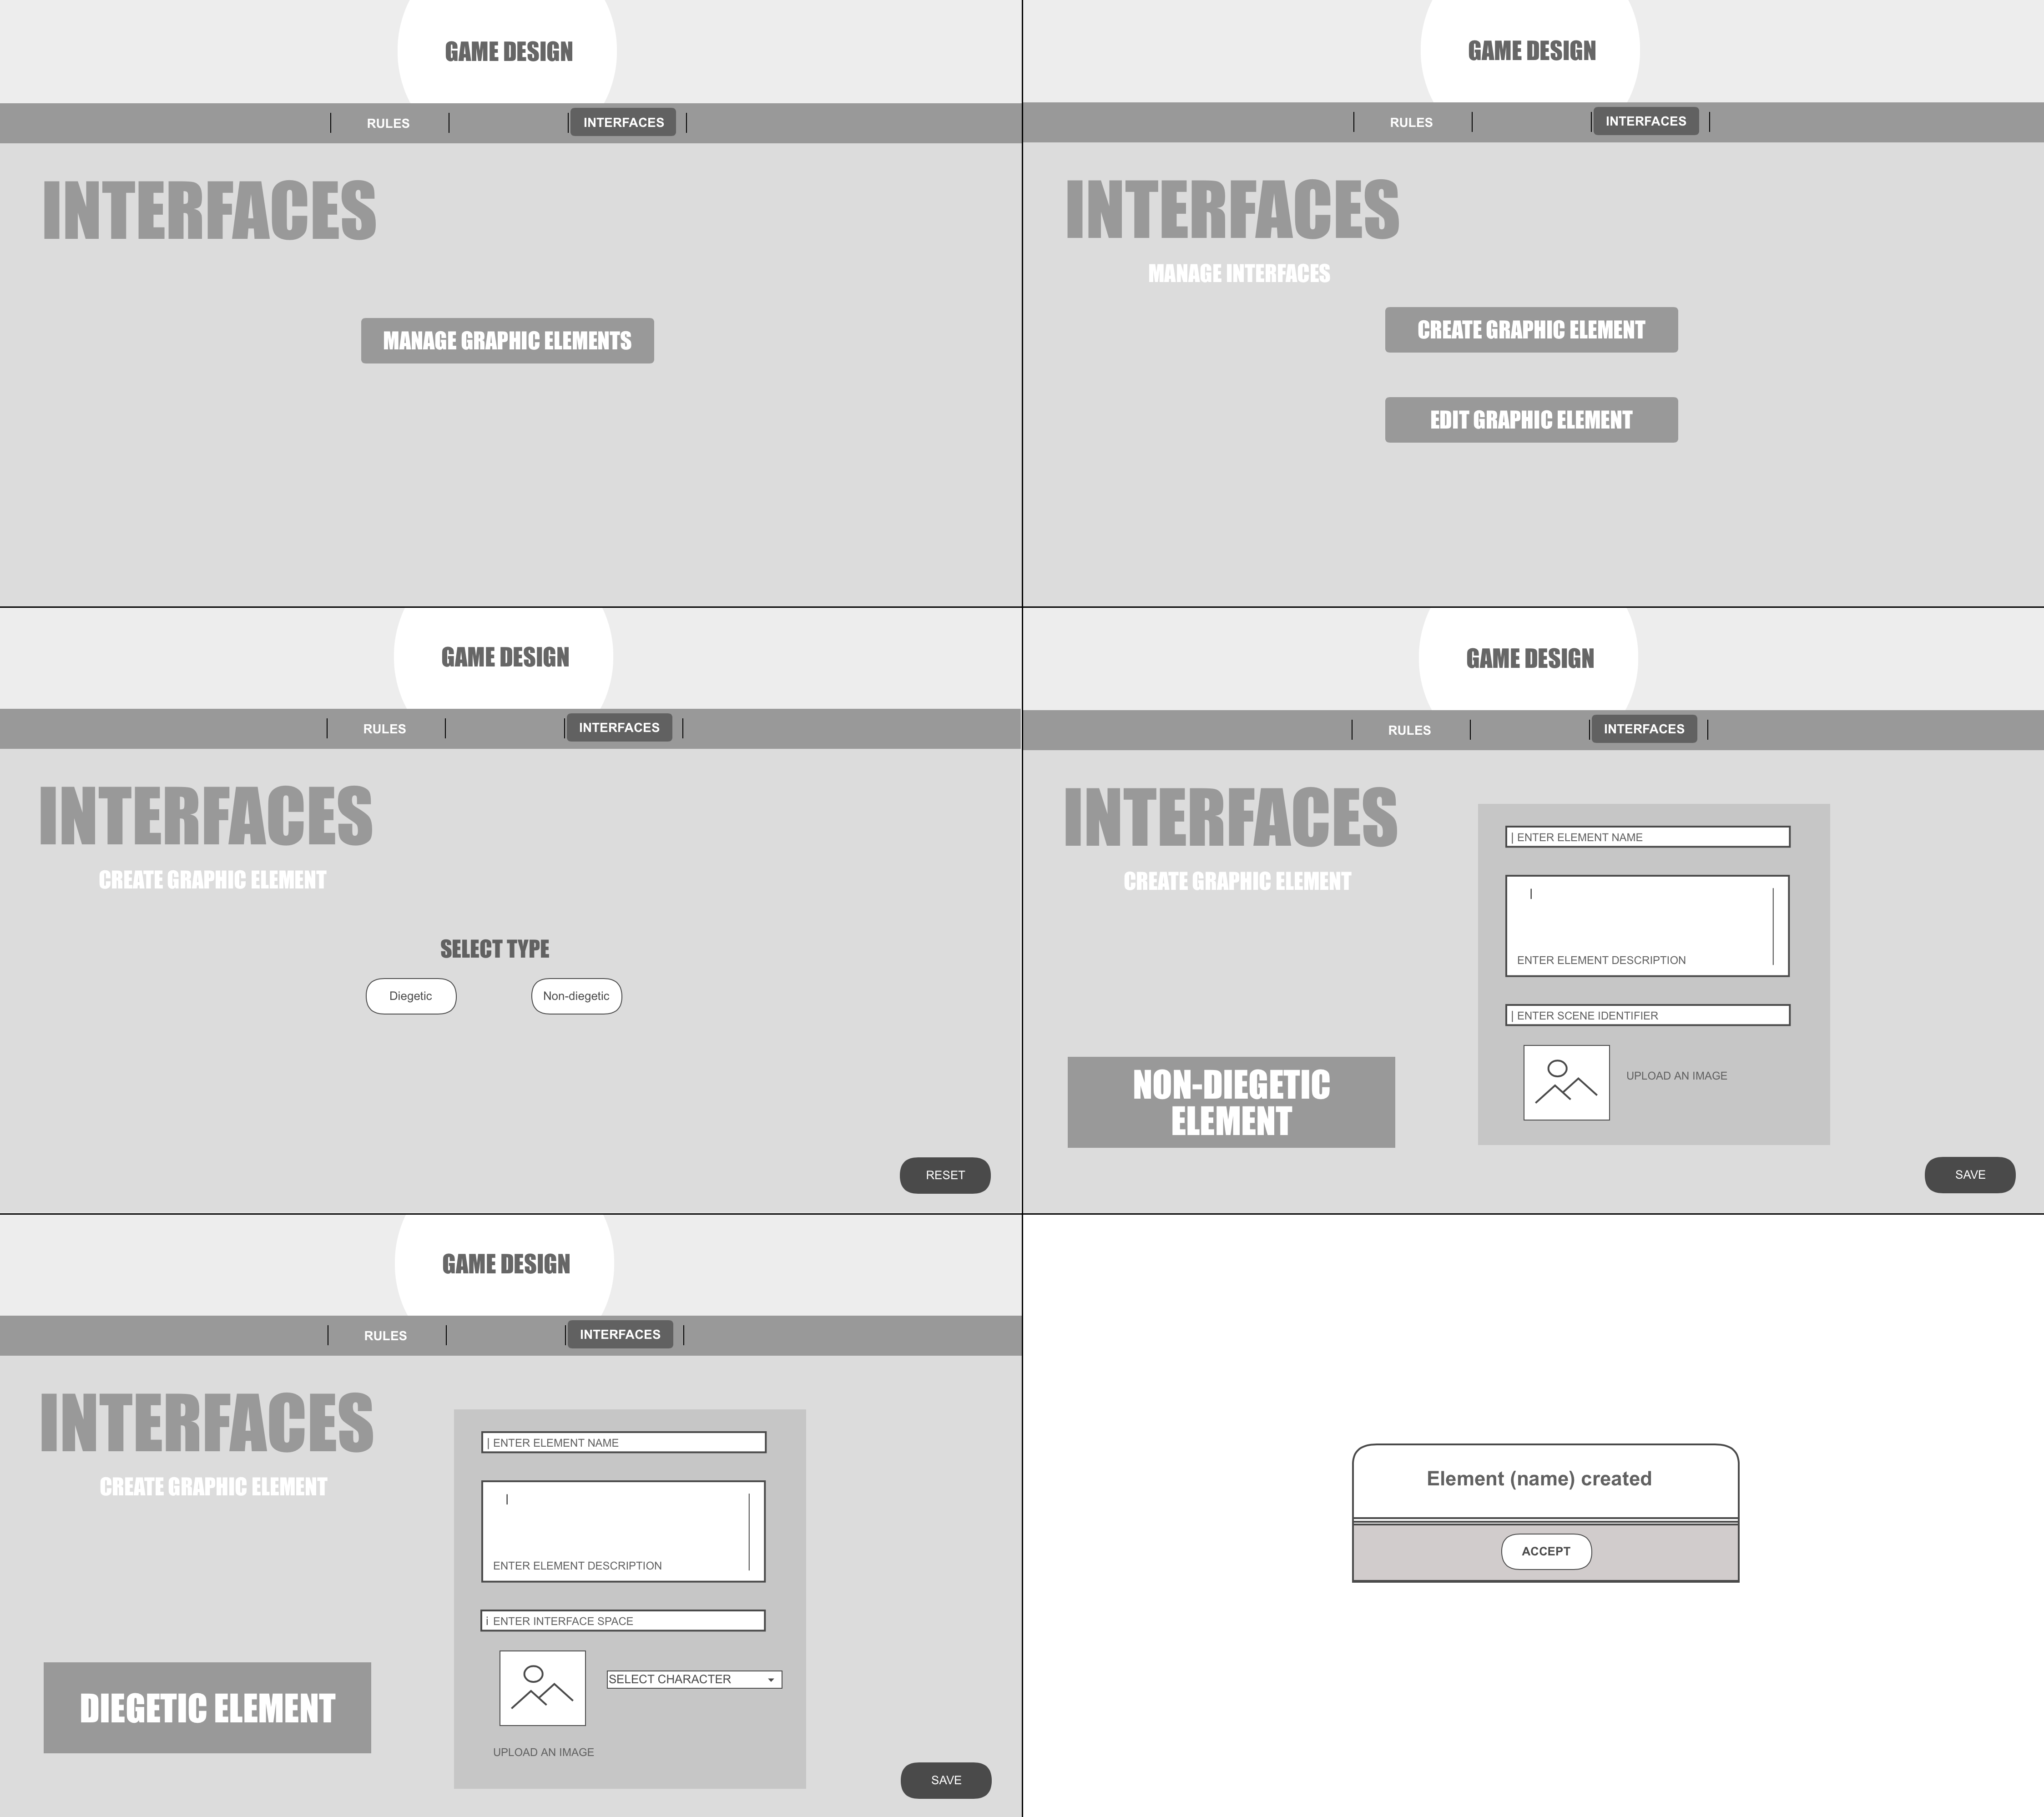 GAME DESIGN
RULES
INTERFACES
INTERFACES
MANAGE GRAPHIC ELEMENTS
GAME DESIGN
RULES
INTERFACES
INTERFACES
MANAGE INTERFACES
CREATE GRAPHIC ELEMENT
EDIT GRAPHIC ELEMENT
GAME DESIGN
RULES
INTERFACES
INTERFACES
CREATE GRAPHIC ELEMENT
SELECT TYPE
Diegetic
Non-diegetic
RESET
GAME DESIGN
RULES
INTERFACES
INTERFACES
CREATE GRAPHIC ELEMENT
NON-DIEGETIC
ELEMENT
ENTER ELEMENT NAME
ENTER ELEMENT DESCRIPTION
ENTER SCENE IDENTIFIER
UPLOAD AN IMAGE
SAVE
GAME DESIGN
RULES
INTERFACES
INTERFACES
CREATE GRAPHIC ELEMENT
DIEGETIC ELEMENT
ENTER ELEMENT NAME
ENTER ELEMENT DESCRIPTION
ENTER INTERFACE SPACE
SELECT CHARACTER
UPLOAD AN IMAGE
SAVE
Element (name) created
ACCEPT